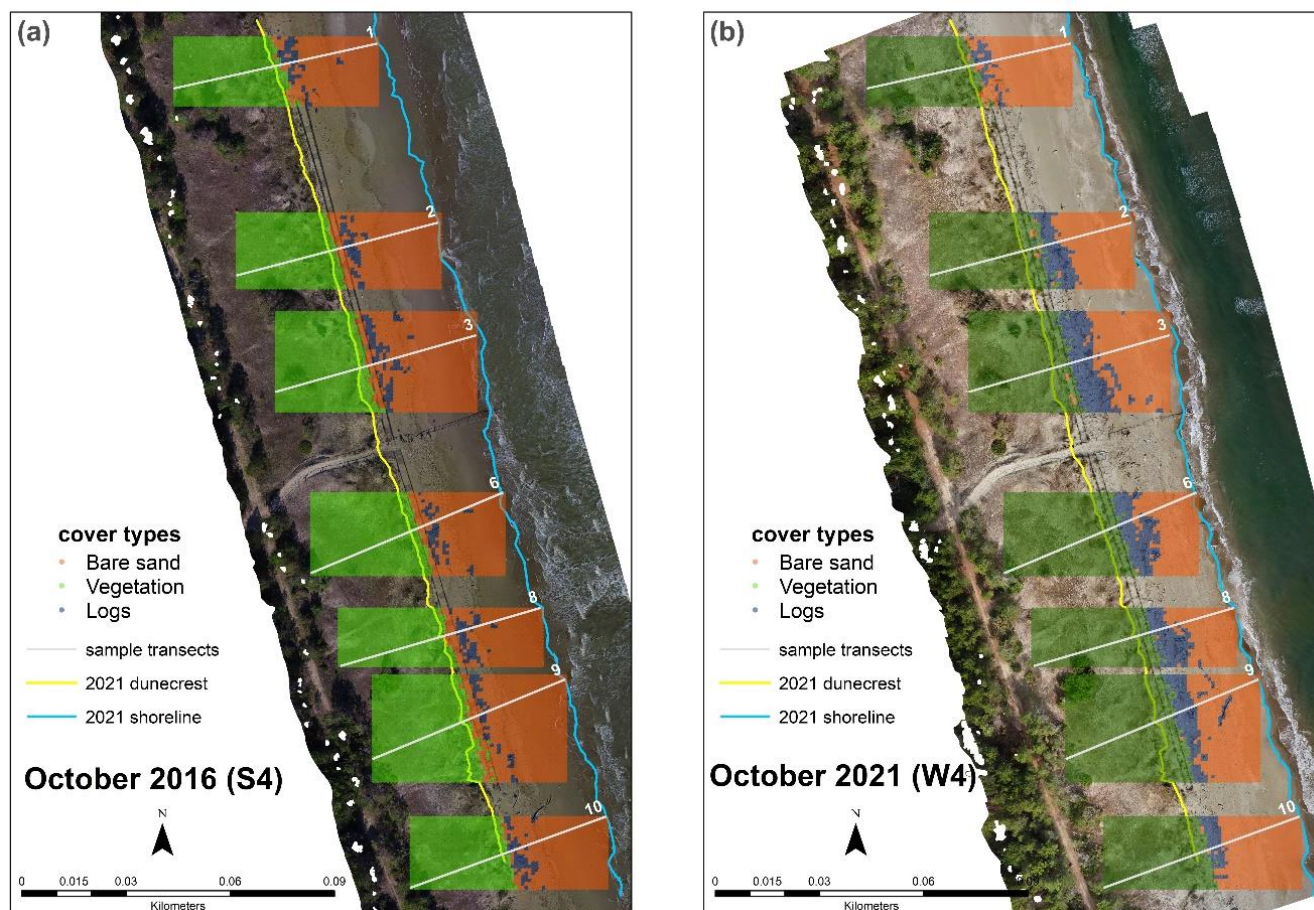 (a)
1
2
3
6
8
9
10
cover types
Bare sand
Vegetation
Logs
sample transects
2021 dunecrest
2021 shoreline
October 2016 (S4)
N
0 0.015 0.03 0.06 0.09
Kilometers
(b)
1
2
3
6
8
9
10
cover types
Bare sand
Vegetation
Logs
sample transects
2021 dunecrest
2021 shoreline
October 2021 (W4)
N
0 0.015 0.03 0.06
Kilometers